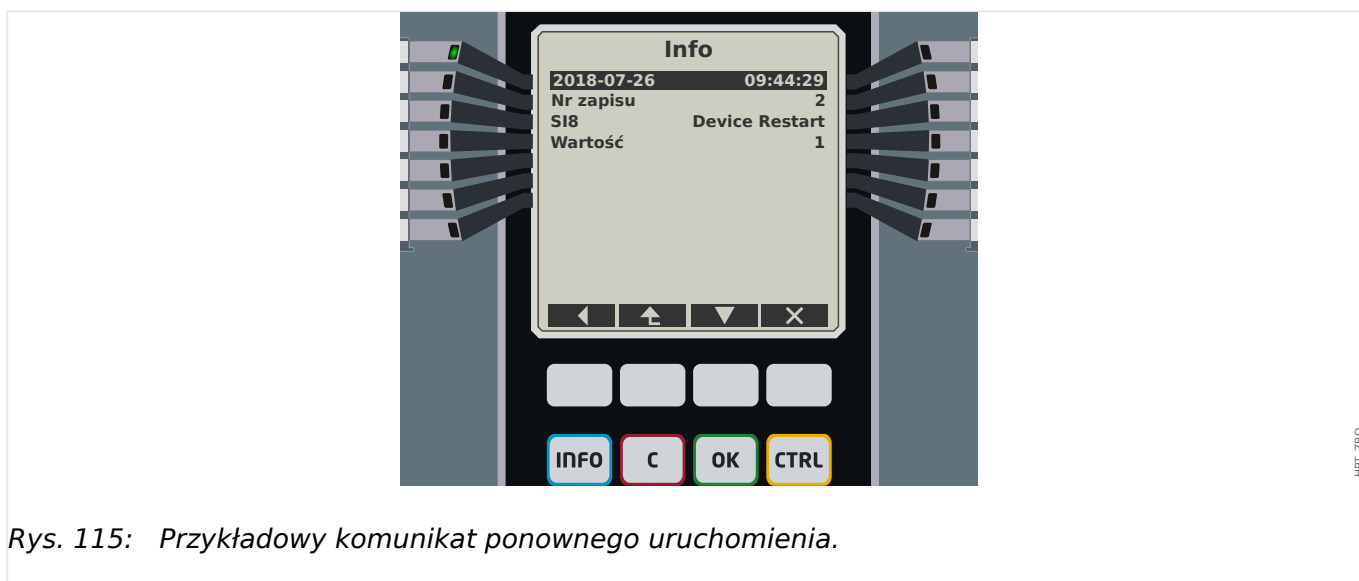 Info
2018-07-26 09:44:29
Nr zapisu 2
SI8 Device Restart
Wartość 1
INFO C OK CTRL
Rys. 115: Przykładowy komunikat ponownego uruchomienia.